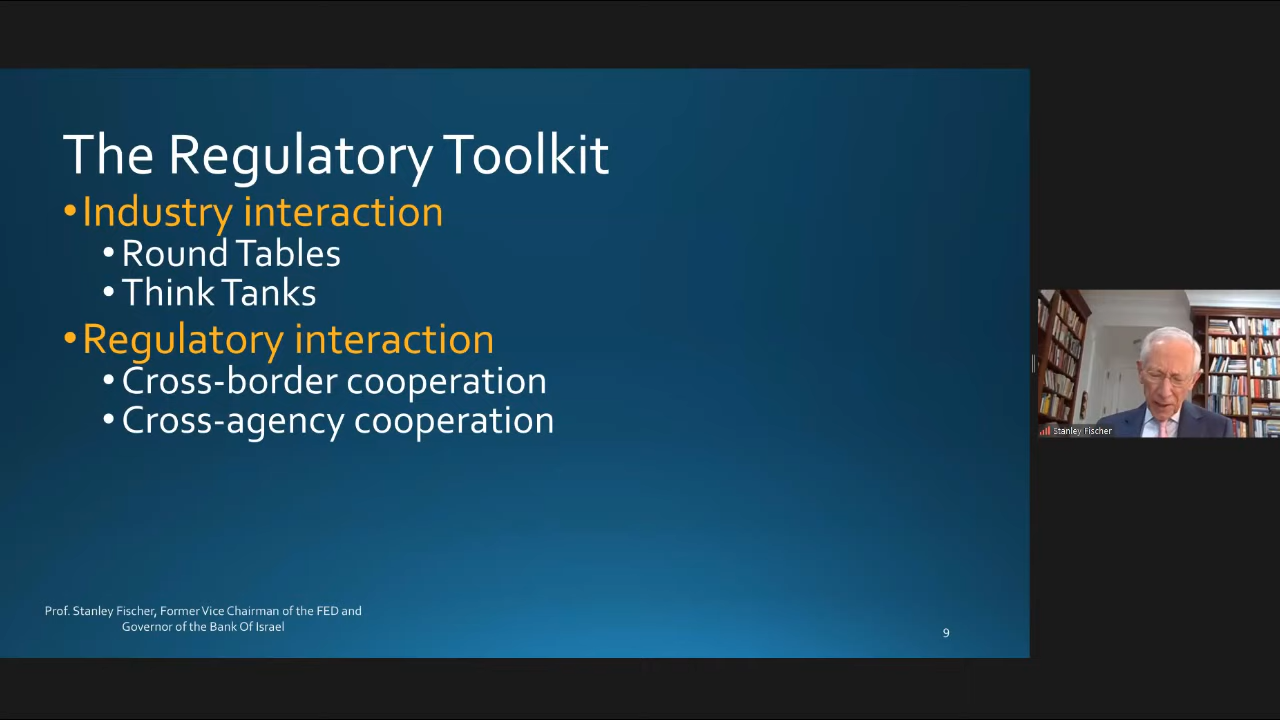 The Regulatory Toolkit
•Industry interaction
•Round Tables
•Think Tanks
•Regulatory interaction
•Cross-border cooperation
•Cross-agency cooperation
Prof. Stanley Fischer, Former Vice Chairman of the FED and
Governor of the Bank Of Israel
9
Stanley Fischer